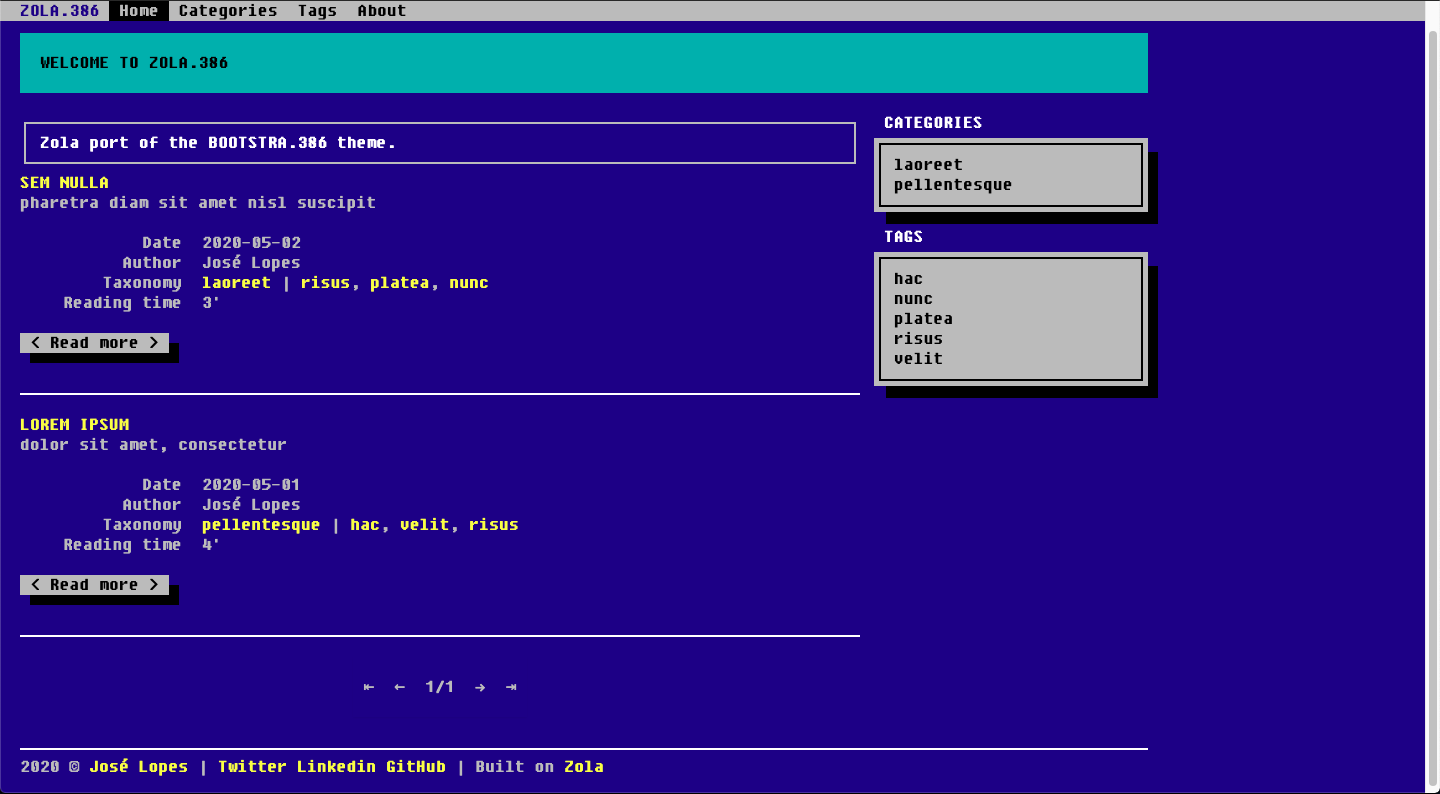 ZOLA.386 Home Categories Tags About
WELCOME TO ZOLA.386
Zola port of the BOOTSTRA.386 theme.
SEM NULLA
pharetra diam sit amet nisl suscipit
Date 2020-05-02
Author José Lopes
Taxonomy laoreet | risus, platea, nunc
Reading time 3'
< Read more >
LOREM IPSUM
dolor sit amet, consectetur
Date 2020-05-01
Author José Lopes
Taxonomy pellentesque | hac, velit, risus
Reading time 4'
< Read more >
⇤ ← 1/1 → ⇥
CATEGORIES
laoreet
pellentesque
TAGS
hac
nunc
platea
risus
velit
2020 © José Lopes | Twitter Linkedin GitHub | Built on Zola